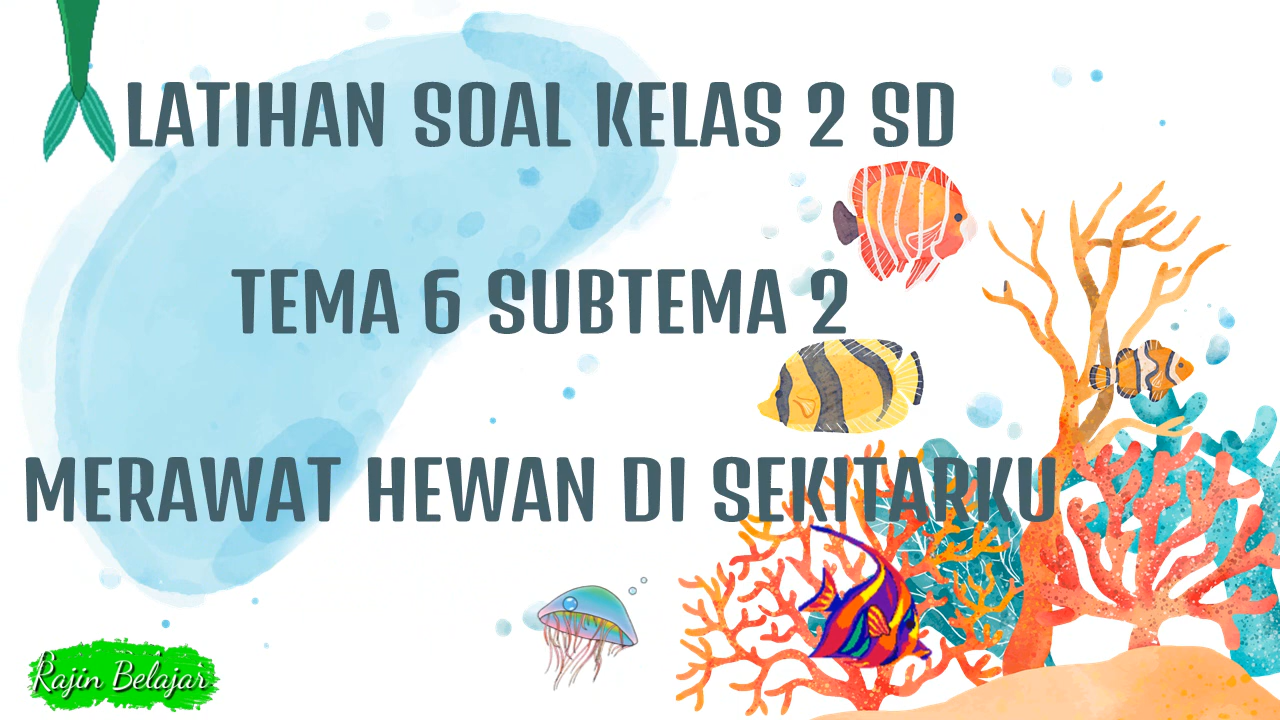 LATIHAN SOAL KELAS 2 SD
TEMA 6 SUBTEMA 2
MERAWAT HEWAN DI SEKITARKU
Rajin Belajar